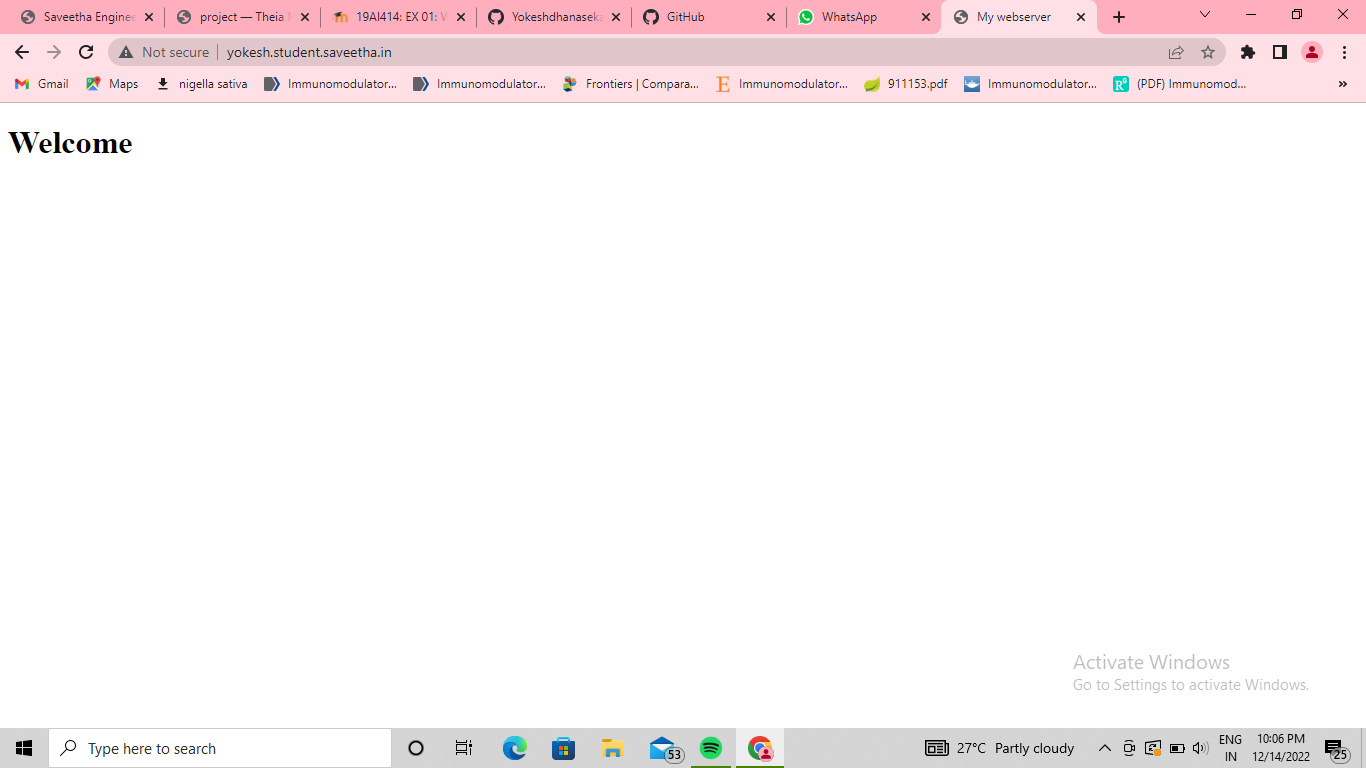 Saveetha Enginee
project — Theia
19AI414: EX 01: W
Yokeshdhanaseka
GitHub
WhatsApp
My webserver
Not secure
yokesh.student.saveetha.in
Gmail
Maps
nigella sativa
Immunomodulator...
Immunomodulator...
Frontiers | Compara...
Immunomodulator...
911153.pdf
Immunomodulator...
(PDF) Immunomod...
»
Welcome
Activate Windows
Go to Settings to activate Windows.
Type here to search
53
27°C Partly cloudy
ENG
IN
10:06 PM
12/14/2022
25